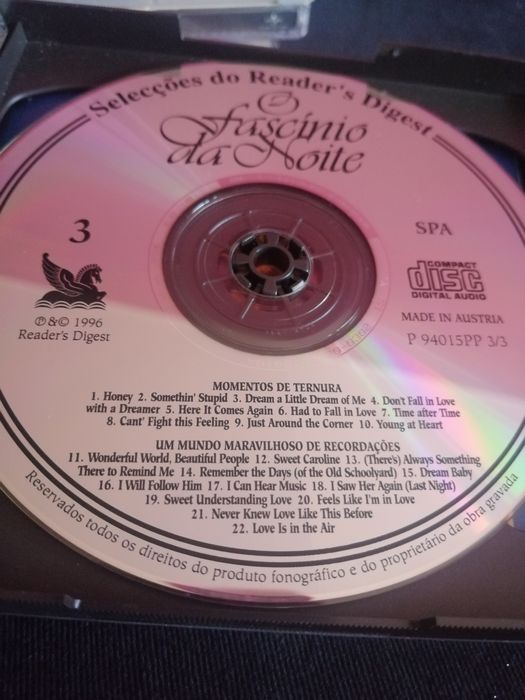 Selecções do Reader's Digest
O Fascínio
da Noite
3
SPA
COMPACT
disc
DIGITAL AUDIO
℗&© 1996
Reader's Digest
MADE IN AUSTRIA
P 94015PP 3/3
MOMENTOS DE TERNURA
1. Honey 2. Somethin' Stupid 3. Dream a Little Dream of Me 4. Don't Fall in Love
with a Dreamer 5. Here It Comes Again 6. Had to Fall in Love 7. Time after Time
8. Cant' Fight this Feeling 9. Just Around the Corner 10. Young at Heart
UM MUNDO MARAVILHOSO DE RECORDAÇÕES
11. Wonderful World, Beautiful People 12. Sweet Caroline 13. (There's) Always Something
There to Remind Me 14. Remember the Days (of the Old Schoolyard) 15. Dream Baby
16. I Will Follow Him 17. I Can Hear Music 18. I Saw Her Again (Last Night)
19. Sweet Understanding Love 20. Feels Like I'm in Love
21. Never Knew Love Like This Before
22. Love Is in the Air
Reservados todos os direitos do produto fonográfico e do proprietário da obra gravada